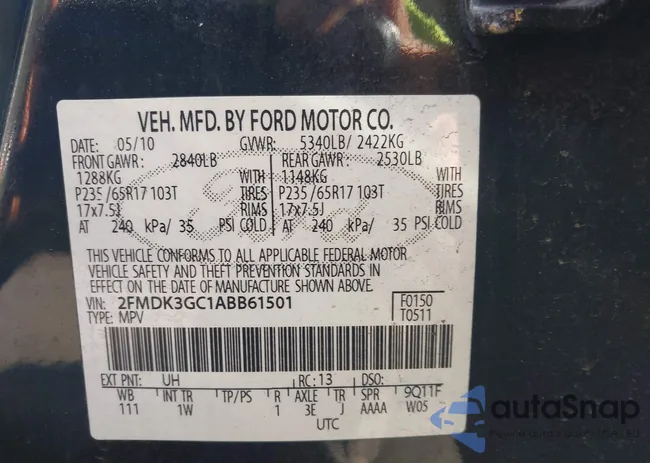 VEH. MFD. BY FORD MOTOR CO.
DATE: 05/10 GVWR: 5340LB/ 2422KG
FRONT GAWR: 2840LB REAR GAWR: 2530LB
1288KG WITH 1148KG WITH
P235/65R17 103T TIRES P235/65R17 103T TIRES
17x7.5J RIMS 17x7.5J RIMS
AT 240 kPa/ 35 PSI COLD AT 240 kPa/ 35 PSI COLD
THIS VEHICLE CONFORMS TO ALL APPLICABLE FEDERAL MOTOR
VEHICLE SAFETY AND THEFT PREVENTION STANDARDS IN EFFECT
ON THE DATE OF MANUFACTURE SHOWN ABOVE.
VIN: 2FMDK3GC1ABB61501 F0150
TYPE: MPV T0511
EXT PNT: UH RC: 13 DSO:
WB INT TR TP/PS R AXLE TR SPR 9Q11F
111 1W 1 3E J AAAA W05
UTC
Ford
autaSnap